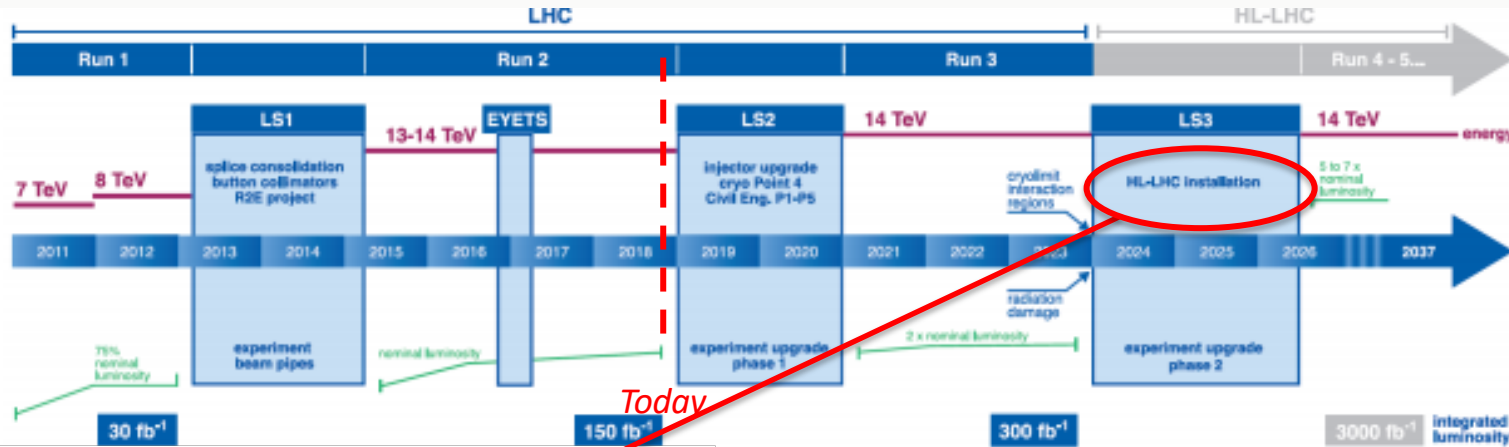 LHC
HL-LHC
Run 1
Run 2
Run 3
Run 4 - 5...
LS1
EYETS
LS2
LS3
14 TeV
14 TeV
13-14 TeV
energy
splice consolidation
button collimators
R2E project
injector upgrade
cryo Point 4
Civil Eng. P1-P5
cryolimit
interaction
regions
HL-LHC installation
5 to 7 x
nominal
luminosity
7 TeV
8 TeV
2011
2012
2013
2014
2015
2016
2017
2018
2019
2020
2021
2022
2023
2024
2025
2026
2037
radiation
damage
75%
nominal
luminosity
experiment
beam pipes
nominal luminosity
experiment upgrade
phase 1
2 x nominal luminosity
experiment upgrade
phase 2
Today
30 fb⁻¹
150 fb⁻¹
300 fb⁻¹
3000 fb⁻¹
integrated
luminosity